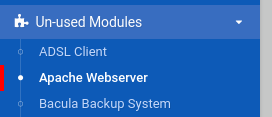 Un-used Modules
ADSL Client
Apache Webserver
Bacula Backup System